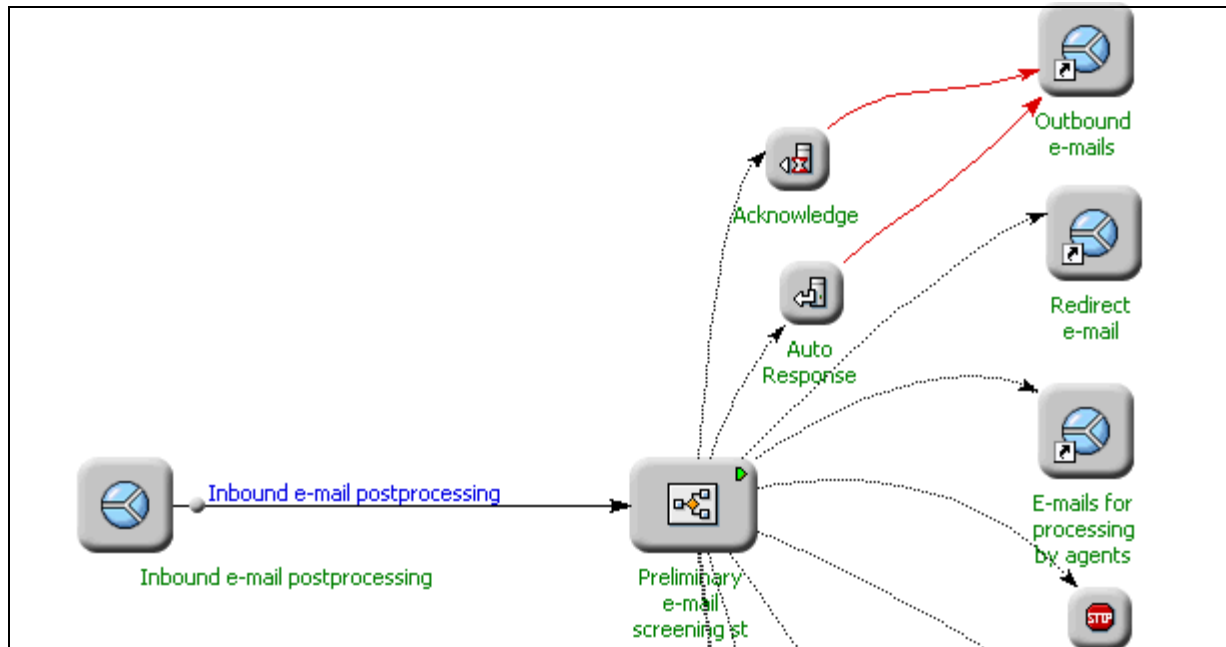 Outbound
e-mails
Acknowledge
Redirect
e-mail
Auto
Response
Inbound e-mail postprocessing
E-mails for
processing
by agents
Inbound e-mail postprocessing
Preliminary
e-mail
screening st
STOP